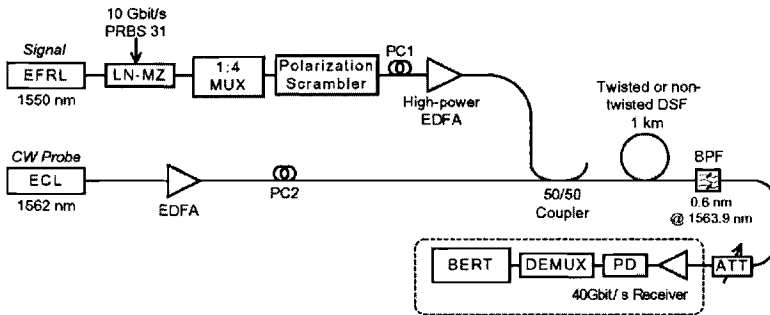 10 Gbit/s
PRBS 31
Signal
EFRL
1550 nm
LN-MZ
1:4
MUX
Polarization
Scrambler
PC1
High-power
EDFA
Twisted or non-
twisted DSF
1 km
CW Probe
ECL
1562 nm
EDFA
PC2
50/50
Coupler
BPF
0.6 nm
@ 1563.9 nm
BERT
DEMUX
PD
ATT
40Gbit/ s Receiver